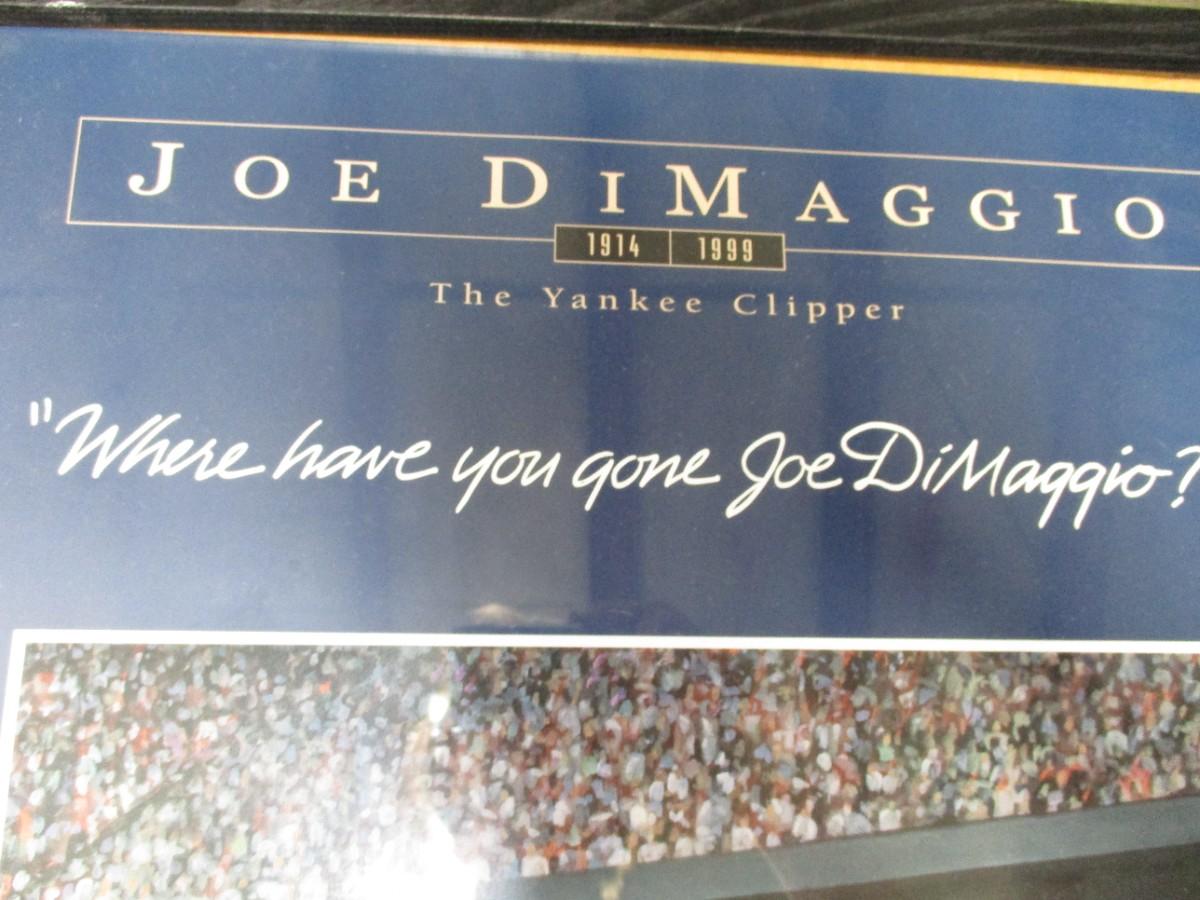 JOE DIMAGGIO
1914 1999
The Yankee Clipper
"Where have you gone Joe DiMaggio?